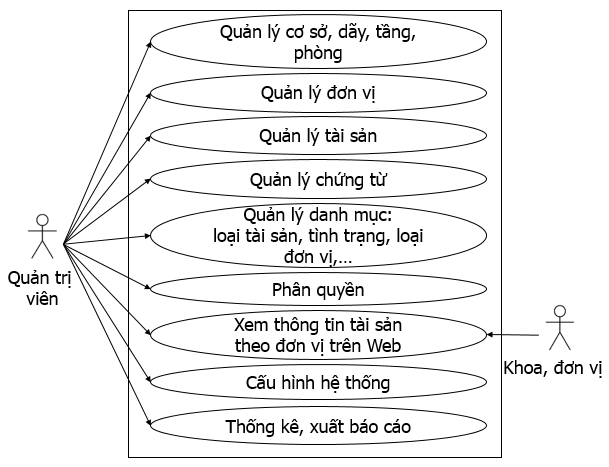 Quản lý cơ sở, dãy, tầng,
phòng
Quản lý đơn vị
Quản lý tài sản
Quản lý chứng từ
Quản lý danh mục:
loại tài sản, tình trạng, loại
đơn vị,...
Quản trị
viên
Phân quyền
Xem thông tin tài sản
theo đơn vị trên Web
Khoa, đơn vị
Cấu hình hệ thống
Thống kê, xuất báo cáo